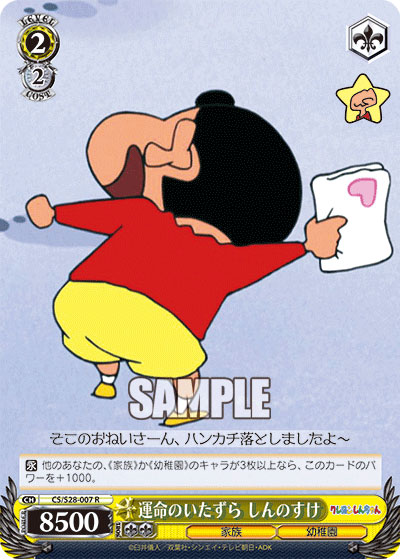 LEVEL
2
2
COST
SAMPLE
そこのおねいさーん、ハンカチ落としましたよ～
永 他のあなたの、《家族》か《幼稚園》のキャラが3枚以上なら、このカードのパ
ワーを＋1000。
CH CS/S28-007 R
POWER
8500
運命のいたずら しんのすけ
クレヨンしんちゃん
家族
幼稚園
©臼井儀人／双葉社・シンエイ・テレビ朝日・ADK